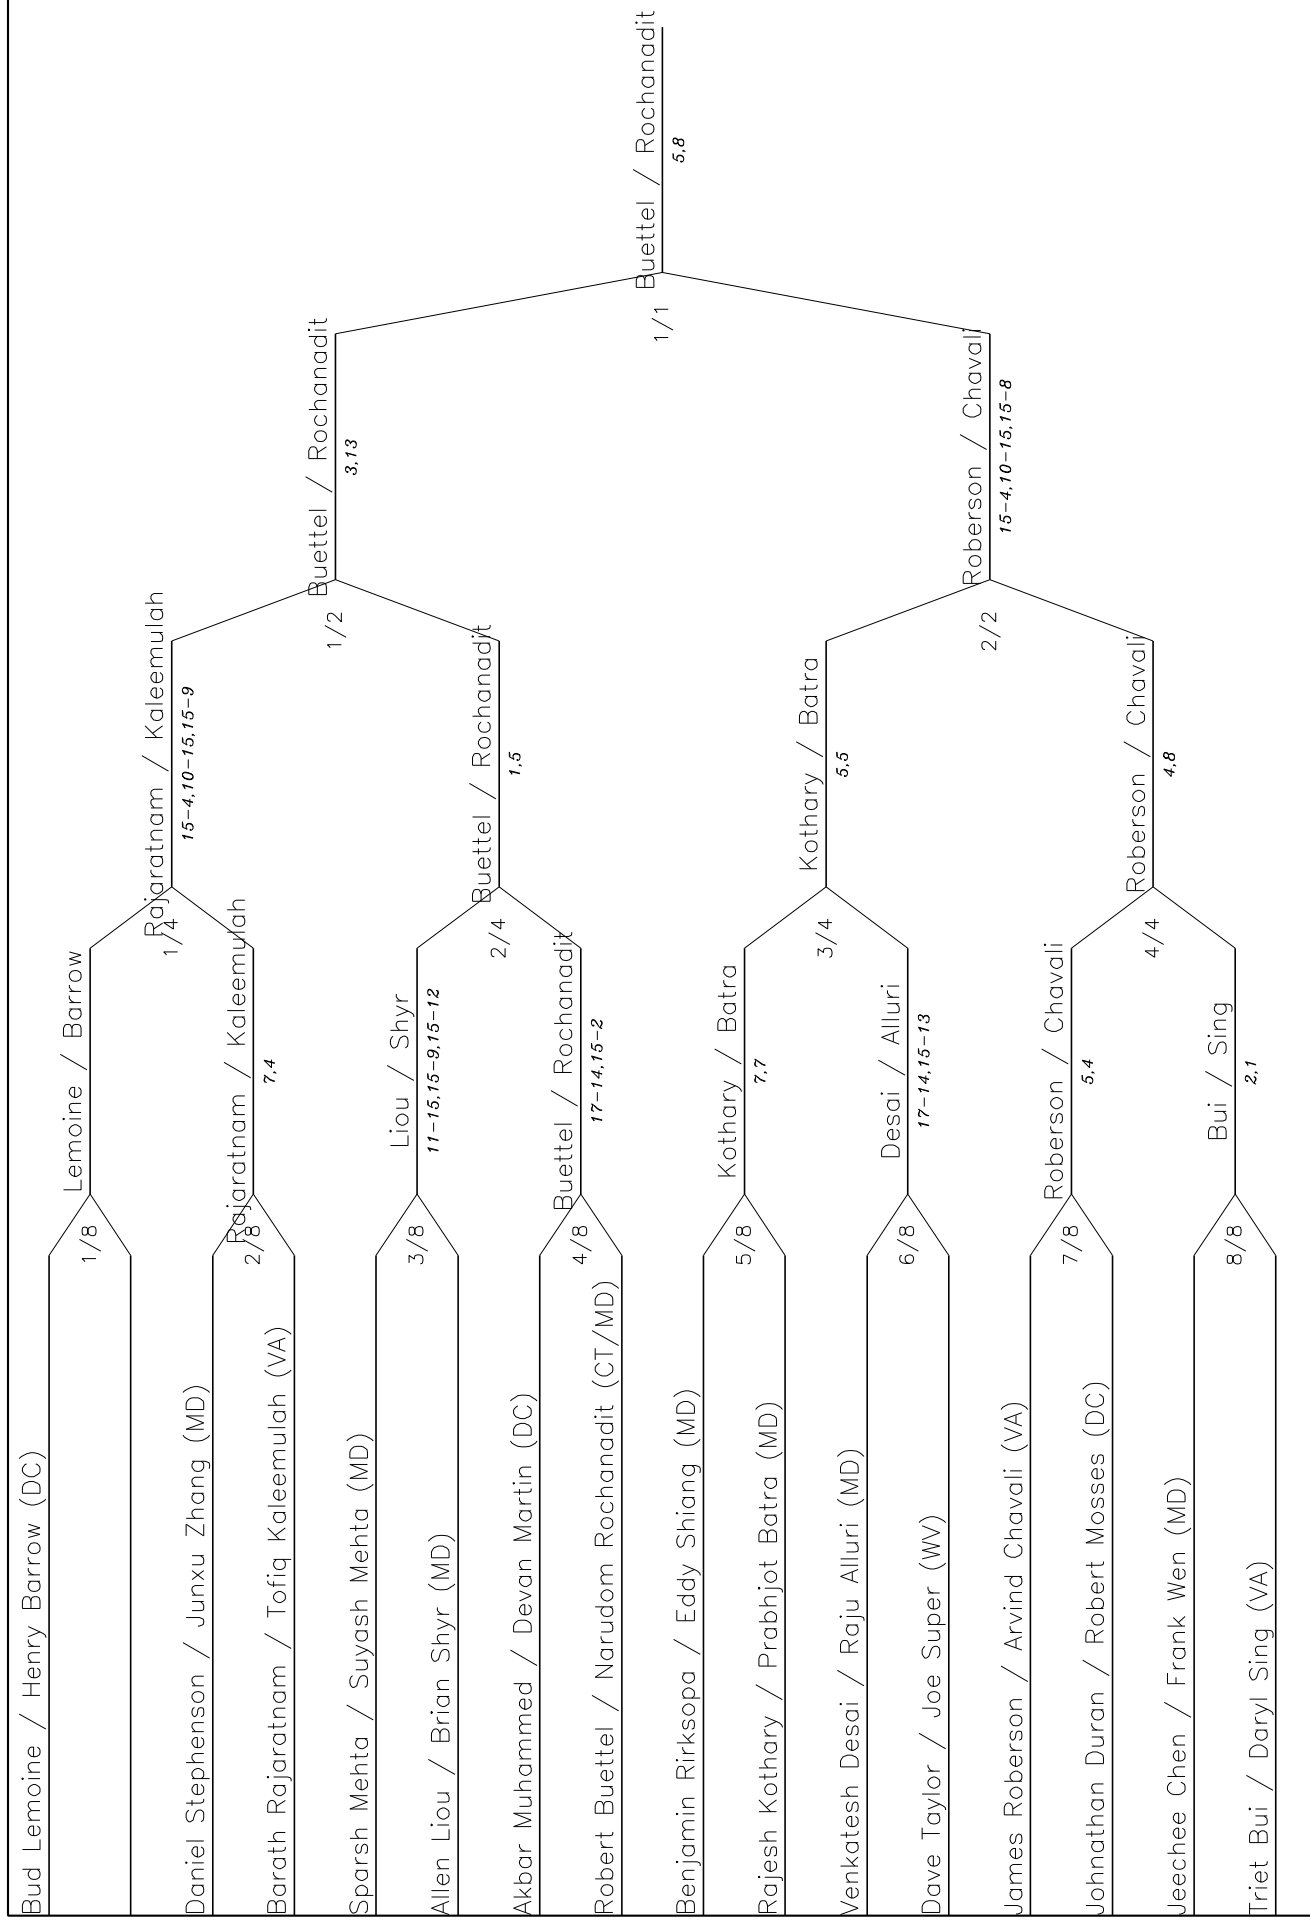 Bud Lemoine / Henry Barrow (DC)
Daniel Stephenson / Junxu Zhang (MD)
Barath Rajaratnam / Tofiq Kaleemulah (VA)
Sparsh Mehta / Suyash Mehta (MD)
Allen Liou / Brian Shyr (MD)
Akbar Muhammed / Devan Martin (DC)
Robert Buettel / Narudom Rochanadit (CT/MD)
Benjamin Rirksopa / Eddy Shiang (MD)
Rajesh Kothary / Prabhjot Batra (MD)
Venkatesh Desai / Raju Alluri (MD)
Dave Taylor / Joe Super (WV)
James Roberson / Arvind Chavali (VA)
Johnathan Duran / Robert Mosses (DC)
Jeechee Chen / Frank Wen (MD)
Triet Bui / Daryl Sing (VA)
1/8
2/8
3/8
4/8
5/8
6/8
7/8
8/8
Lemoine / Barrow
Rajaratnam / Kaleemulah
7,4
Liou / Shyr
11-15,15-9,15-12
Buettel / Rochanadit
17-14,15-2
Kothary / Batra
7,7
Desai / Alluri
17-14,15-13
Roberson / Chavali
5,4
Bui / Sing
2,1
1/4
2/4
3/4
4/4
Rajaratnam / Kaleemulah
15-4,10-15,15-9
Buettel / Rochanadit
1,5
Kothary / Batra
5,5
Roberson / Chavali
4,8
1/2
2/2
Buettel / Rochanadit
3,13
Roberson / Chavali
15-4,10-15,15-8
1/1
Buettel / Rochanadit
5,8